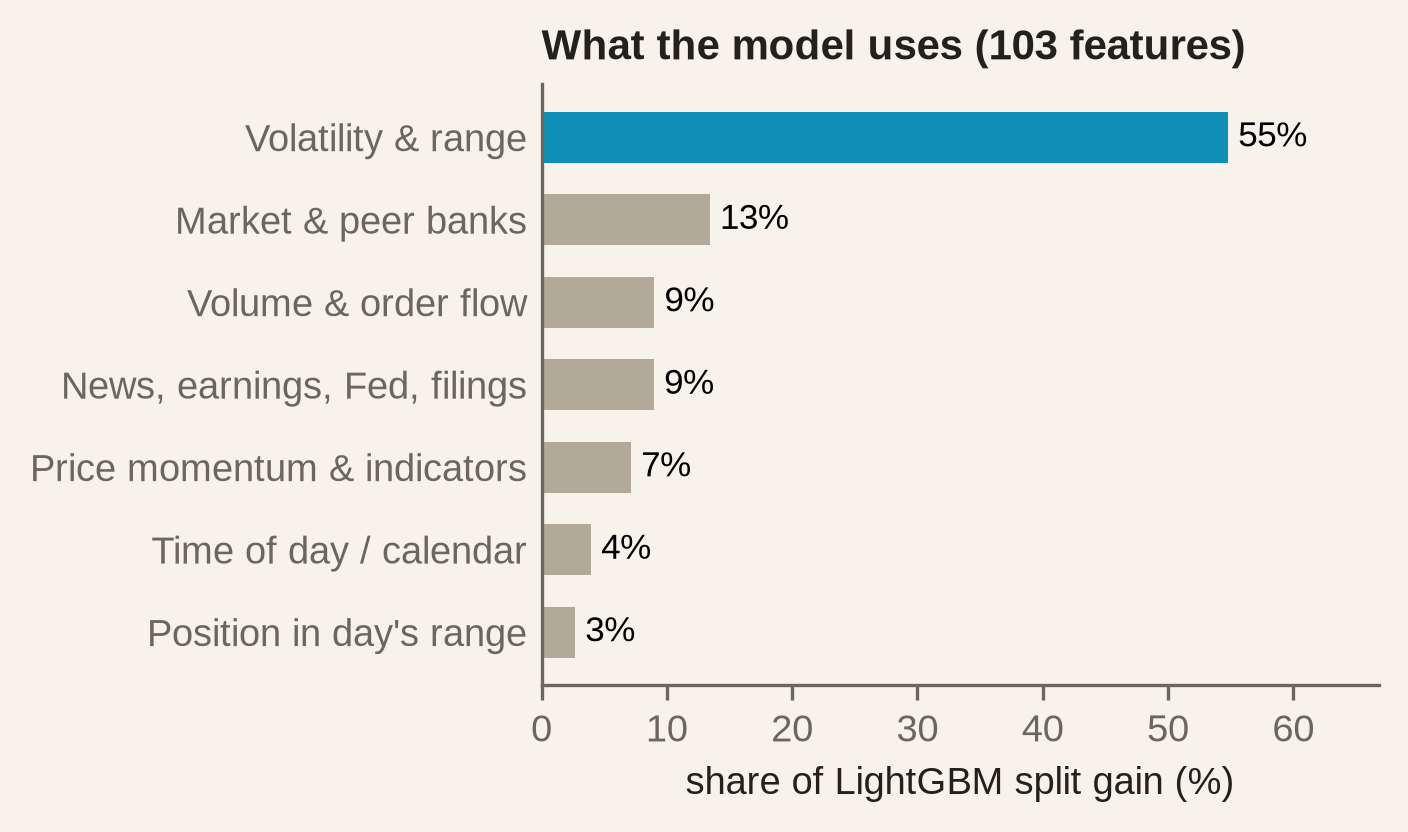 What the model uses (103 features)
Volatility & range 55%
Market & peer banks 13%
Volume & order flow 9%
News, earnings, Fed, filings 9%
Price momentum & indicators 7%
Time of day / calendar 4%
Position in day's range 3%
0 10 20 30 40 50 60
share of LightGBM split gain (%)